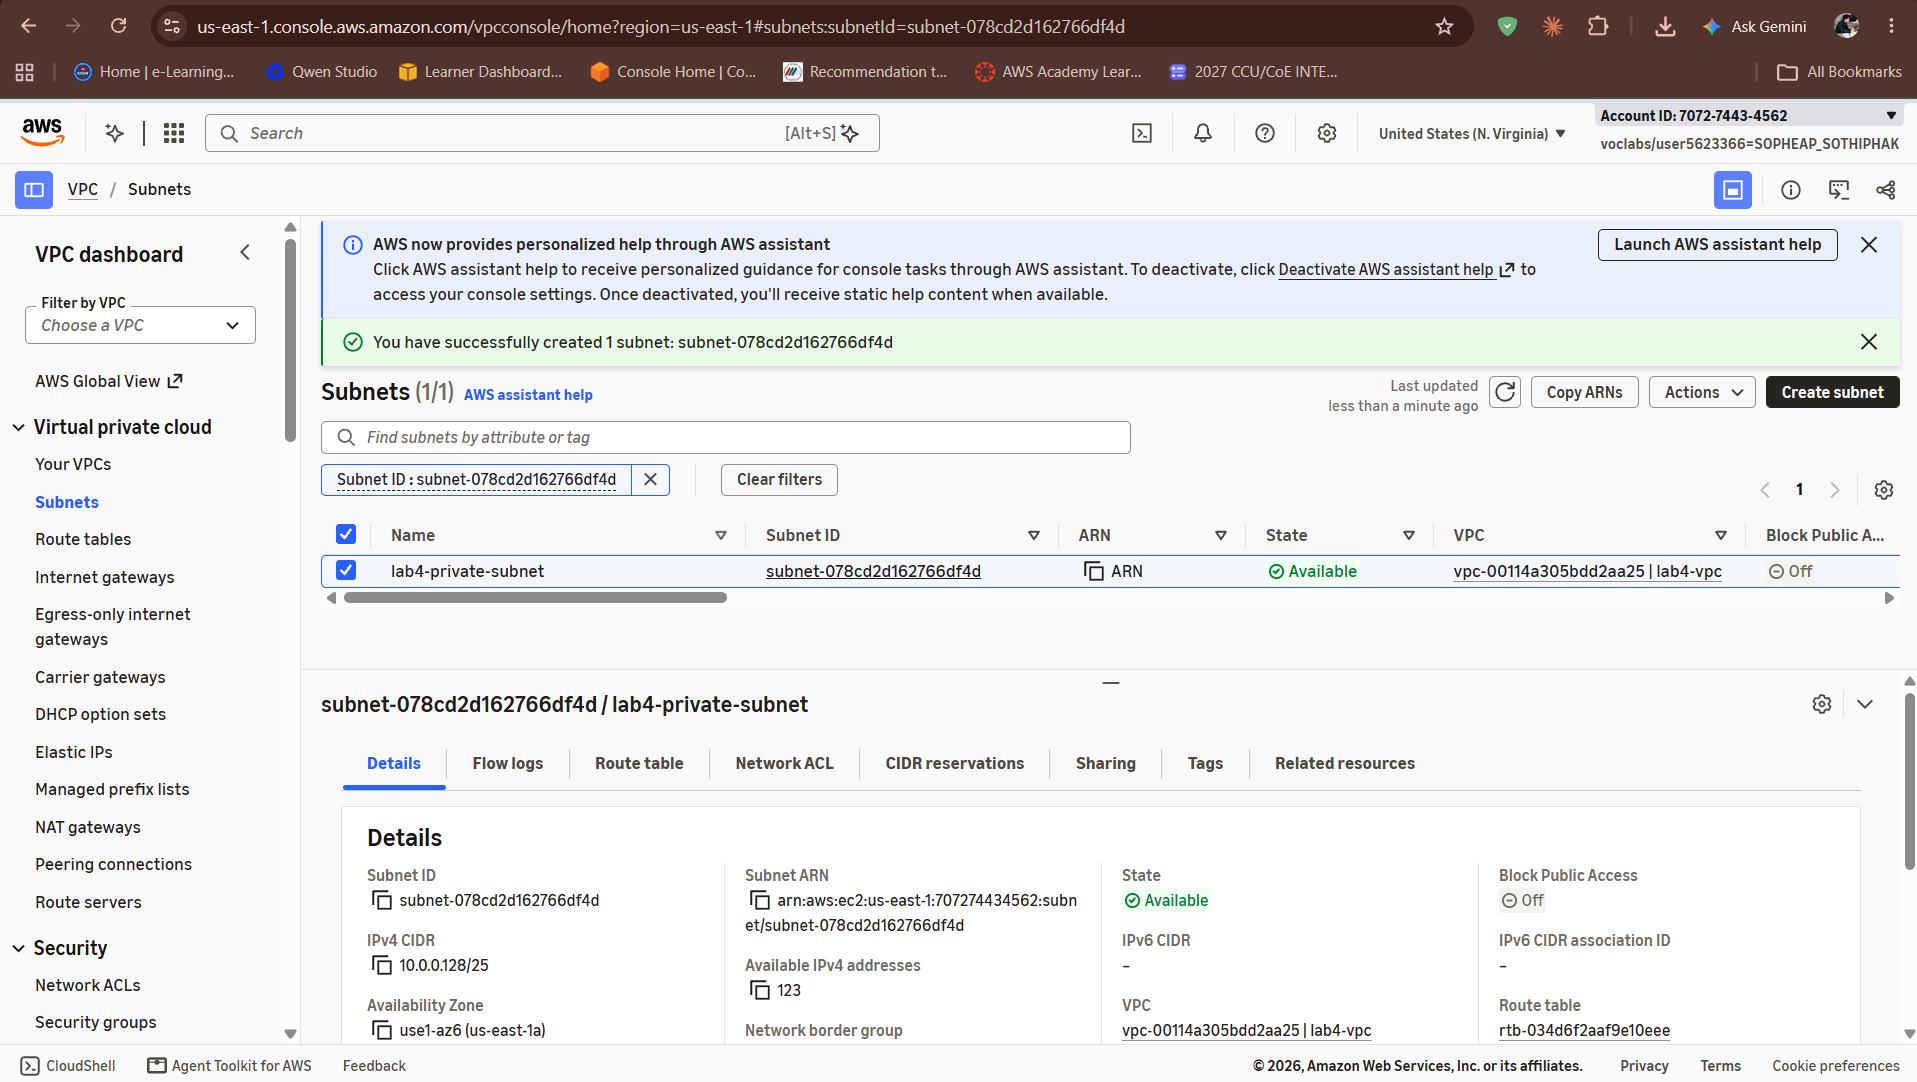 us-east-1.console.aws.amazon.com/vpcconsole/home?region=us-east-1#subnets:subnetId=subnet-078cd2d162766df4d
Ask Gemini
Home | e-Learning...
Qwen Studio
Learner Dashboard...
Console Home | Co...
Recommendation t...
AWS Academy Lear...
2027 CCU/CoE INTE...
All Bookmarks
aws
Search
[Alt+S]
United States (N. Virginia)
Account ID: 7072-7443-4562
voclabs/user5623366=SOPHEAP_SOTHIPHAK
VPC / Subnets
VPC dashboard
Filter by VPC
Choose a VPC
AWS Global View
Virtual private cloud
Your VPCs
Subnets
Route tables
Internet gateways
Egress-only internet
gateways
Carrier gateways
DHCP option sets
Elastic IPs
Managed prefix lists
NAT gateways
Peering connections
Route servers
Security
Network ACLs
Security groups
AWS now provides personalized help through AWS assistant
Click AWS assistant help to receive personalized guidance for console tasks through AWS assistant. To deactivate, click Deactivate AWS assistant help to
access your console settings. Once deactivated, you'll receive static help content when available.
Launch AWS assistant help
You have successfully created 1 subnet: subnet-078cd2d162766df4d
Subnets (1/1) AWS assistant help
Last updated
less than a minute ago
Copy ARNs
Actions
Create subnet
Find subnets by attribute or tag
Subnet ID : subnet-078cd2d162766df4d
Clear filters
1
Name Subnet ID ARN State VPC Block Public A...
lab4-private-subnet subnet-078cd2d162766df4d ARN Available vpc-00114a305bdd2aa25 | lab4-vpc Off
subnet-078cd2d162766df4d / lab4-private-subnet
Details Flow logs Route table Network ACL CIDR reservations Sharing Tags Related resources
Details
Subnet ID
subnet-078cd2d162766df4d
IPv4 CIDR
10.0.0.128/25
Availability Zone
use1-az6 (us-east-1a)
Subnet ARN
arn:aws:ec2:us-east-1:707274434562:subn
et/subnet-078cd2d162766df4d
Available IPv4 addresses
123
Network border group
State
Available
IPv6 CIDR
–
VPC
vpc-00114a305bdd2aa25 | lab4-vpc
Block Public Access
Off
IPv6 CIDR association ID
–
Route table
rtb-034d6f2aaf9e10eee
CloudShell
Agent Toolkit for AWS
Feedback
© 2026, Amazon Web Services, Inc. or its affiliates.
Privacy
Terms
Cookie preferences